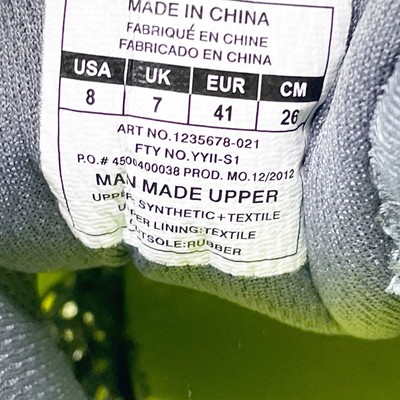 MADE IN CHINA
FABRIQUÉ EN CHINE
FABRICADO EN CHINA
USA UK EUR CM
8 7 41 26
ART NO.1235678-021
FTY NO.YYII-S1
P.O.# 4500400038 PROD. MO.12/2012
MAN MADE UPPER
UPPER: SYNTHETIC+TEXTILE
UPPER LINING:TEXTILE
OUTSOLE:RUBBER